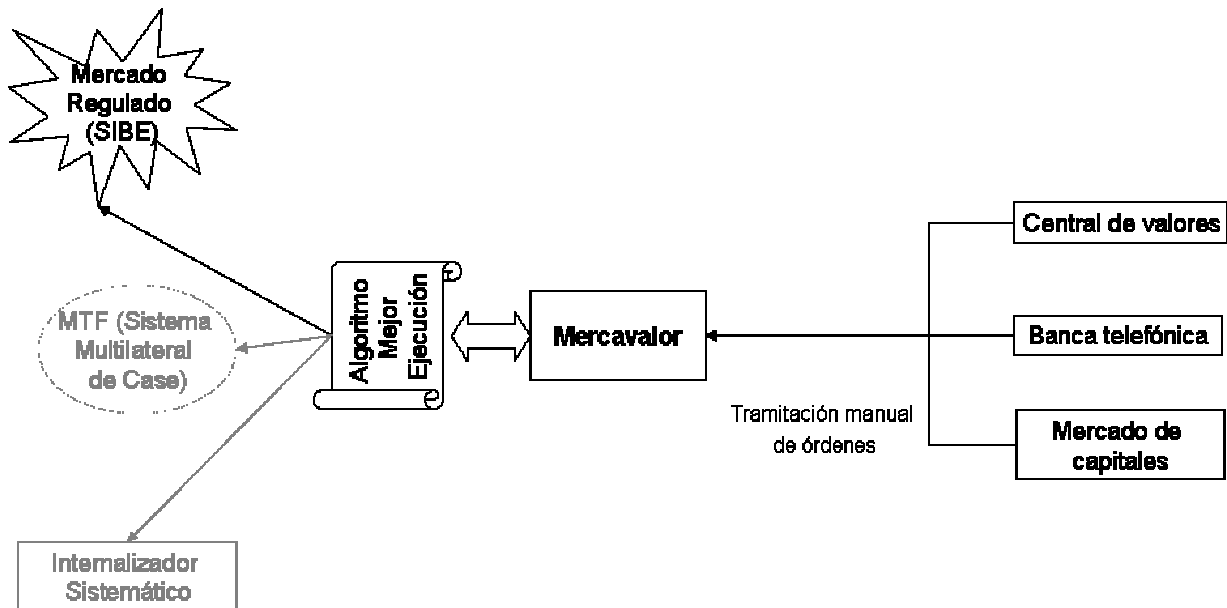 Mercado
Regulado
(SIBE)
MTF (Sistema
Multilateral
de Case)
Internalizador
Sistemático
Algoritmo
Mejor
Ejecución
Mercavalor
Tramitación manual
de órdenes
Central de valores
Banca telefónica
Mercado de
capitales